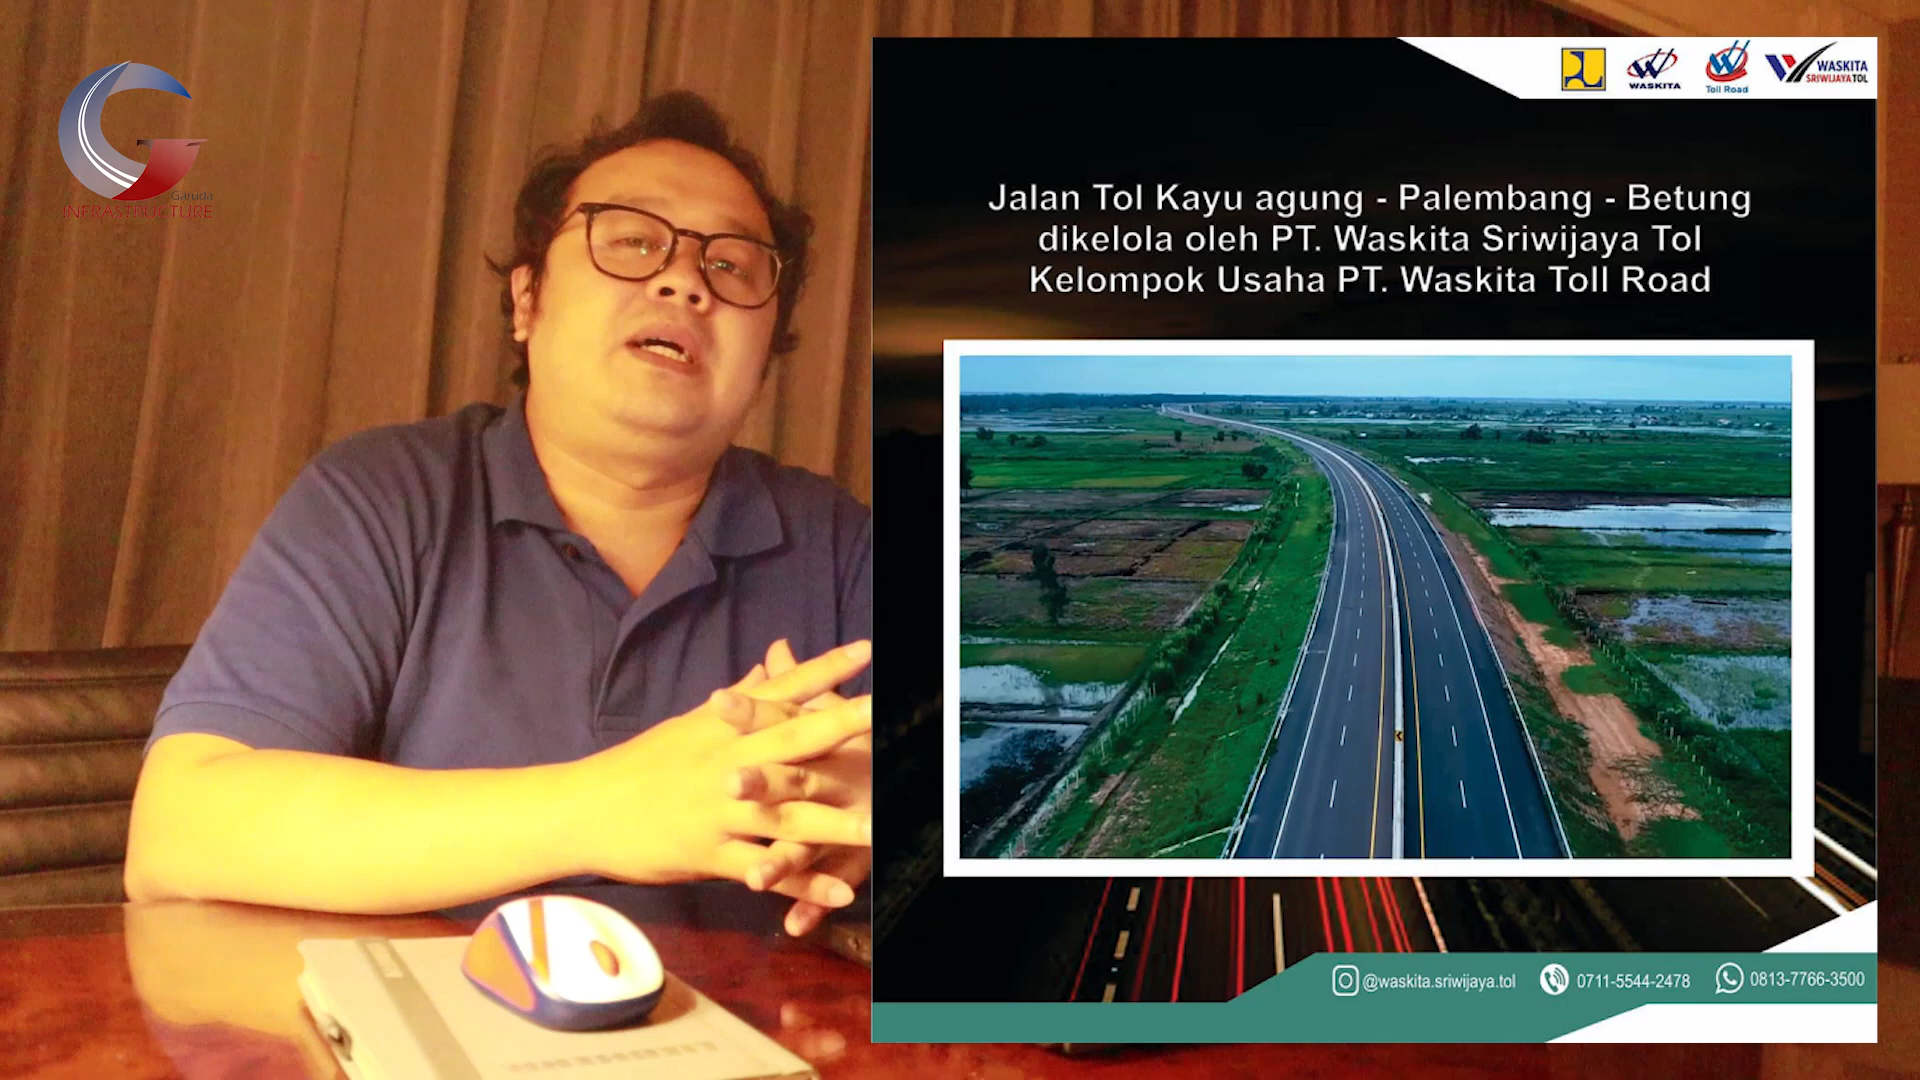 Garuda
INFRASTRUCTURE
WASKITA
Toll Road
WASKITA
SRIWIJAYA TOL
Jalan Tol Kayu agung - Palembang - Betung
dikelola oleh PT. Waskita Sriwijaya Tol
Kelompok Usaha PT. Waskita Toll Road
@waskita.sriwijaya.tol
0711-5544-2478
0813-7766-3500